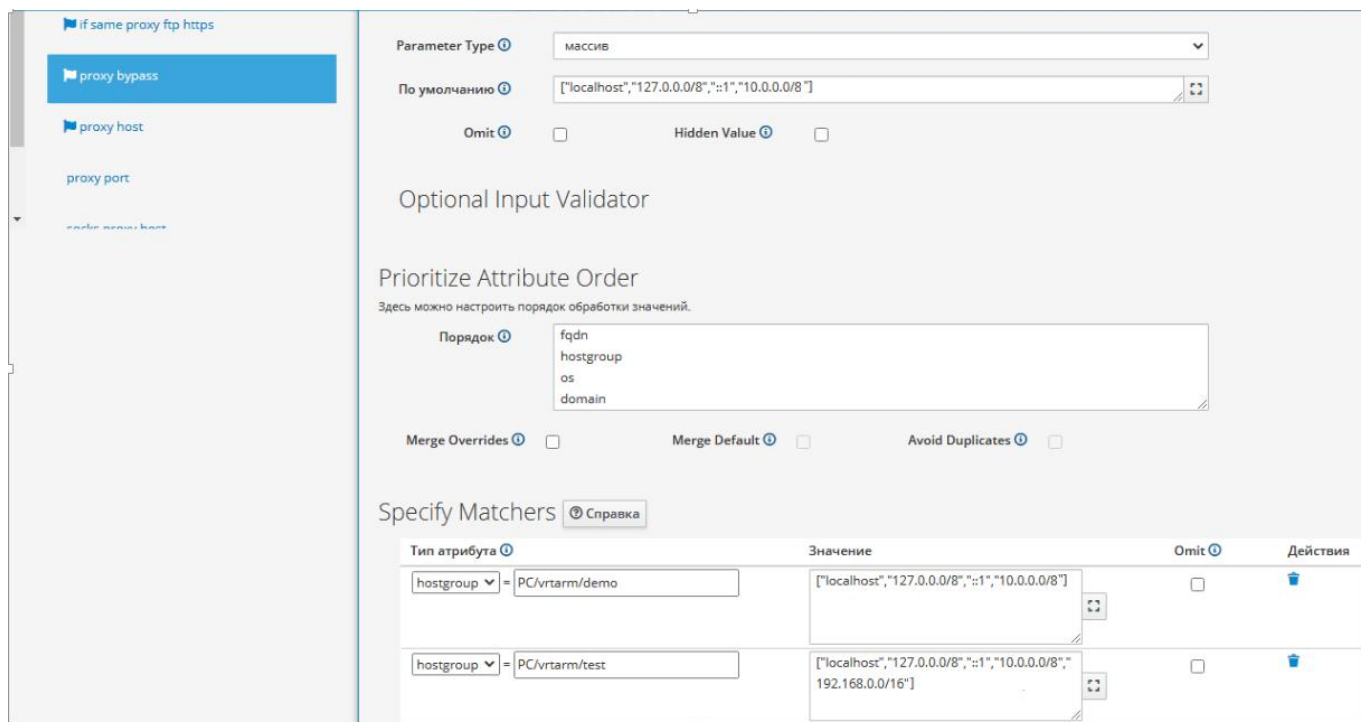 if same proxy ftp https
proxy bypass
proxy host
proxy port
socks proxy host
Parameter Type
массив
По умолчанию
["localhost","127.0.0.0/8","::1","10.0.0.0/8"]
Omit
Hidden Value
Optional Input Validator
Prioritize Attribute Order
Здесь можно настроить порядок обработки значений.
Порядок
fqdn
hostgroup
os
domain
Merge Overrides
Merge Default
Avoid Duplicates
Specify Matchers
Справка
Тип атрибута
Значение
Omit
Действия
hostgroup = PC/vrtarm/demo
["localhost","127.0.0.0/8","::1","10.0.0.0/8"]
hostgroup = PC/vrtarm/test
["localhost","127.0.0.0/8","::1","10.0.0.0/8","
192.168.0.0/16"]